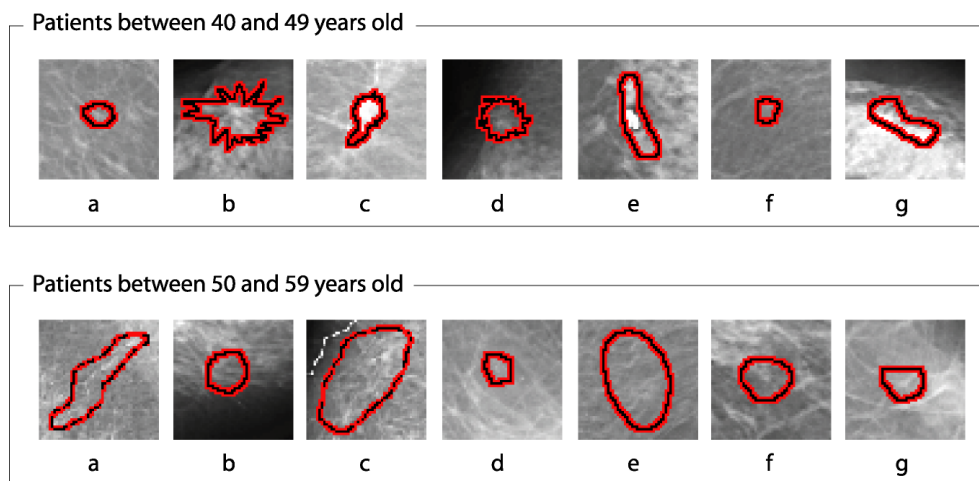 Patients between 40 and 49 years old
a b c d e f g
Patients between 50 and 59 years old
a b c d e f g